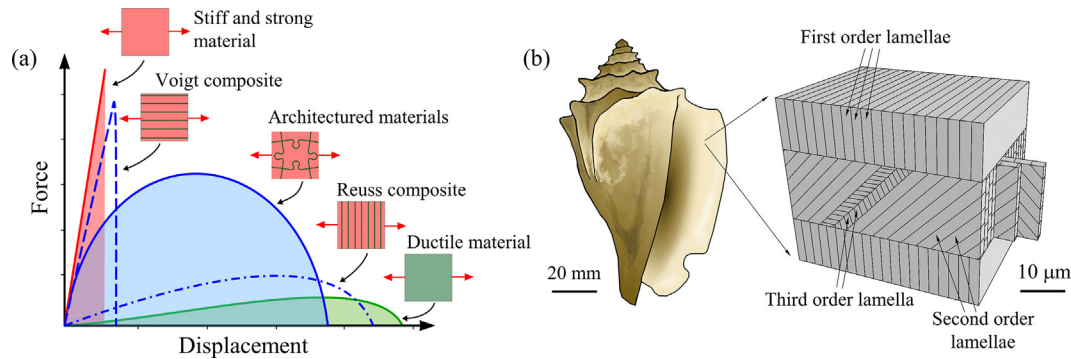 (a)
Stiff and strong
material
Voigt composite
Architectured materials
Reuss composite
Ductile material
Force
Displacement
(b)
First order lamellae
20 mm
Third order lamella
Second order
lamellae
10 μm